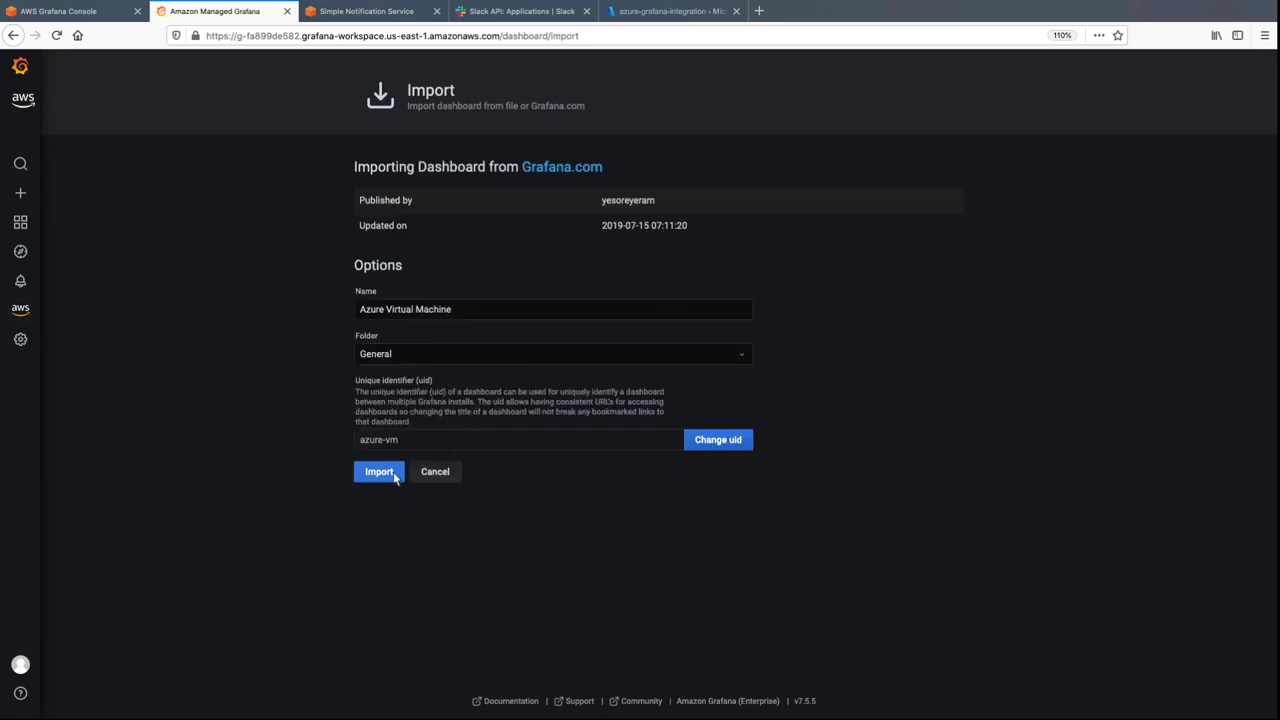 AWS Grafana Console
Amazon Managed Grafana
Simple Notification Service
Slack API: Applications | Slack
azure-grafana-integration - Mic
https://g-fa899de582.grafana-workspace.us-east-1.amazonaws.com/dashboard/import
110%
aws
Import
Import dashboard from file or Grafana.com
Importing Dashboard from Grafana.com
Published by yesoreyeram
Updated on 2019-07-15 07:11:20
Options
Name
Azure Virtual Machine
Folder
General
Unique identifier (uid)
The unique identifier (uid) of a dashboard can be used for uniquely identify a dashboard
between multiple Grafana installs. The uid allows having consistent URL's for accessing
dashboards so changing the title of a dashboard will not break any bookmarked links to
that dashboard.
azure-vm
Change uid
Import
Cancel
aws
Documentation | Support | Community | Amazon Grafana (Enterprise) | v7.5.5